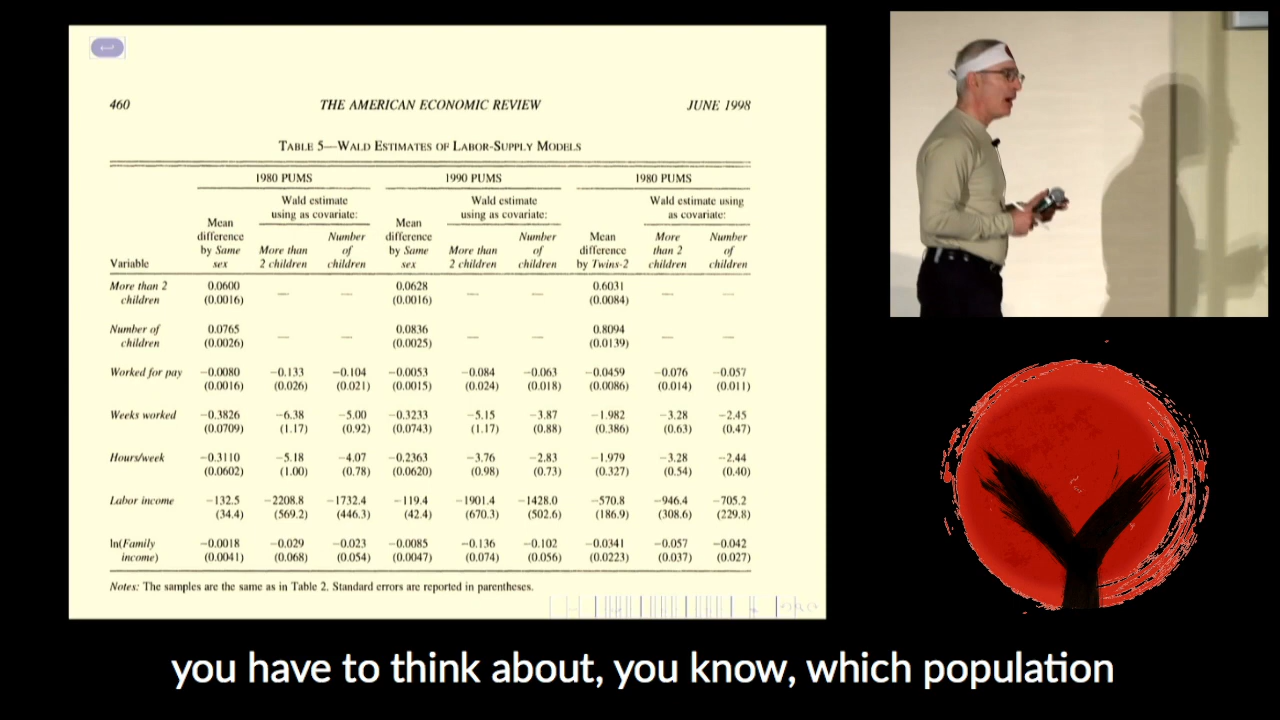 460 THE AMERICAN ECONOMIC REVIEW JUNE 1998
TABLE 5—WALD ESTIMATES OF LABOR-SUPPLY MODELS
1980 PUMS 1990 PUMS 1980 PUMS
Wald estimate using as covariate: Wald estimate using as covariate: Wald estimate using as covariate:
Variable Mean difference by Same sex More than 2 children Number of children Mean difference by Same sex More than 2 children Number of children Mean difference by Twins-2 More than 2 children Number of children
More than 2 children 0.0600 — — 0.0628 — — 0.6031 — —
(0.0016) (0.0016) (0.0084)
Number of children 0.0765 — — 0.0836 — — 0.8094 — —
(0.0026) (0.0025) (0.0139)
Worked for pay −0.0080 −0.133 −0.104 −0.0053 −0.084 −0.063 −0.0459 −0.076 −0.057
(0.0016) (0.026) (0.021) (0.0015) (0.024) (0.018) (0.0086) (0.014) (0.011)
Weeks worked −0.3826 −6.38 −5.00 −0.3233 −5.15 −3.87 −1.982 −3.28 −2.45
(0.0709) (1.17) (0.92) (0.0743) (1.17) (0.88) (0.386) (0.63) (0.47)
Hours/week −0.3110 −5.18 −4.07 −0.2363 −3.76 −2.83 −1.979 −3.28 −2.44
(0.0602) (1.00) (0.78) (0.0620) (0.98) (0.73) (0.327) (0.54) (0.40)
Labor income −132.5 −2208.8 −1732.4 −119.4 −1901.4 −1428.0 −570.8 −946.4 −705.2
(34.4) (569.2) (446.3) (42.4) (670.3) (502.6) (186.9) (308.6) (229.8)
ln(Family income) −0.0018 −0.029 −0.023 −0.0085 −0.136 −0.102 −0.0341 −0.057 −0.042
(0.0041) (0.068) (0.054) (0.0047) (0.074) (0.056) (0.0223) (0.037) (0.027)
Notes: The samples are the same as in Table 2. Standard errors are reported in parentheses.
you have to think about, you know, which population